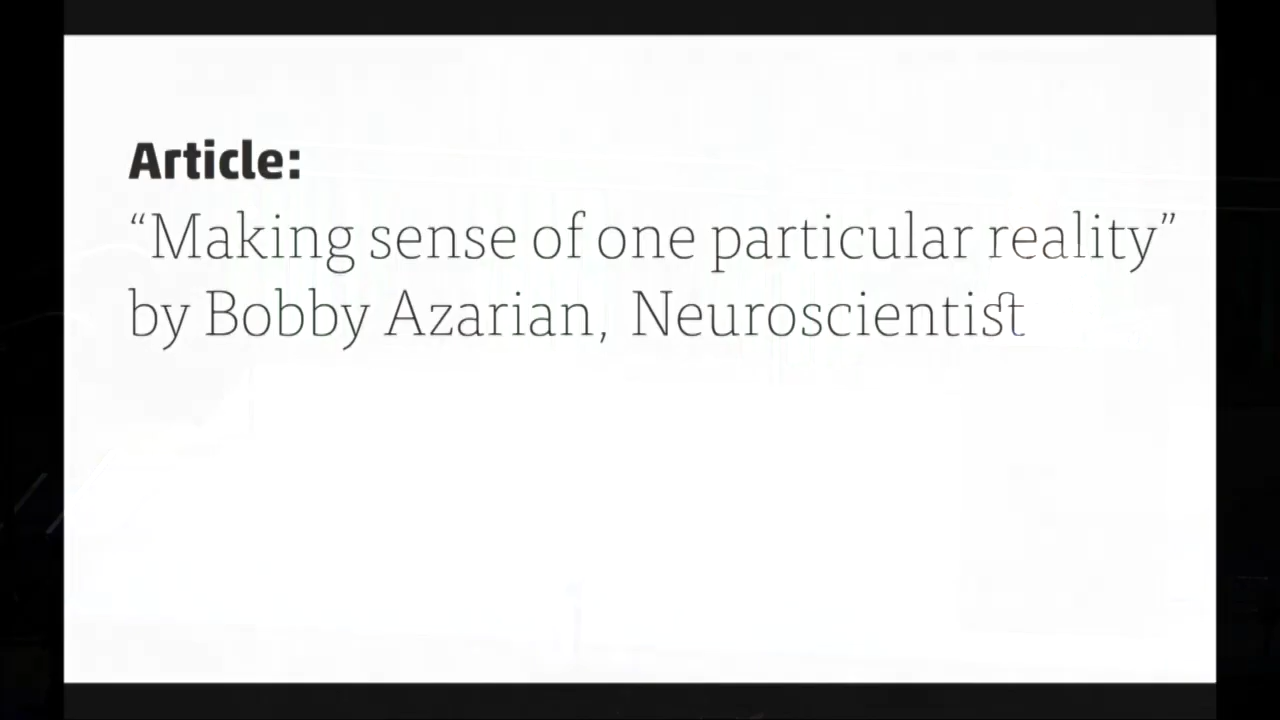 Article:
“Making sense of one particular reality”
by Bobby Azarian, Neuroscientist